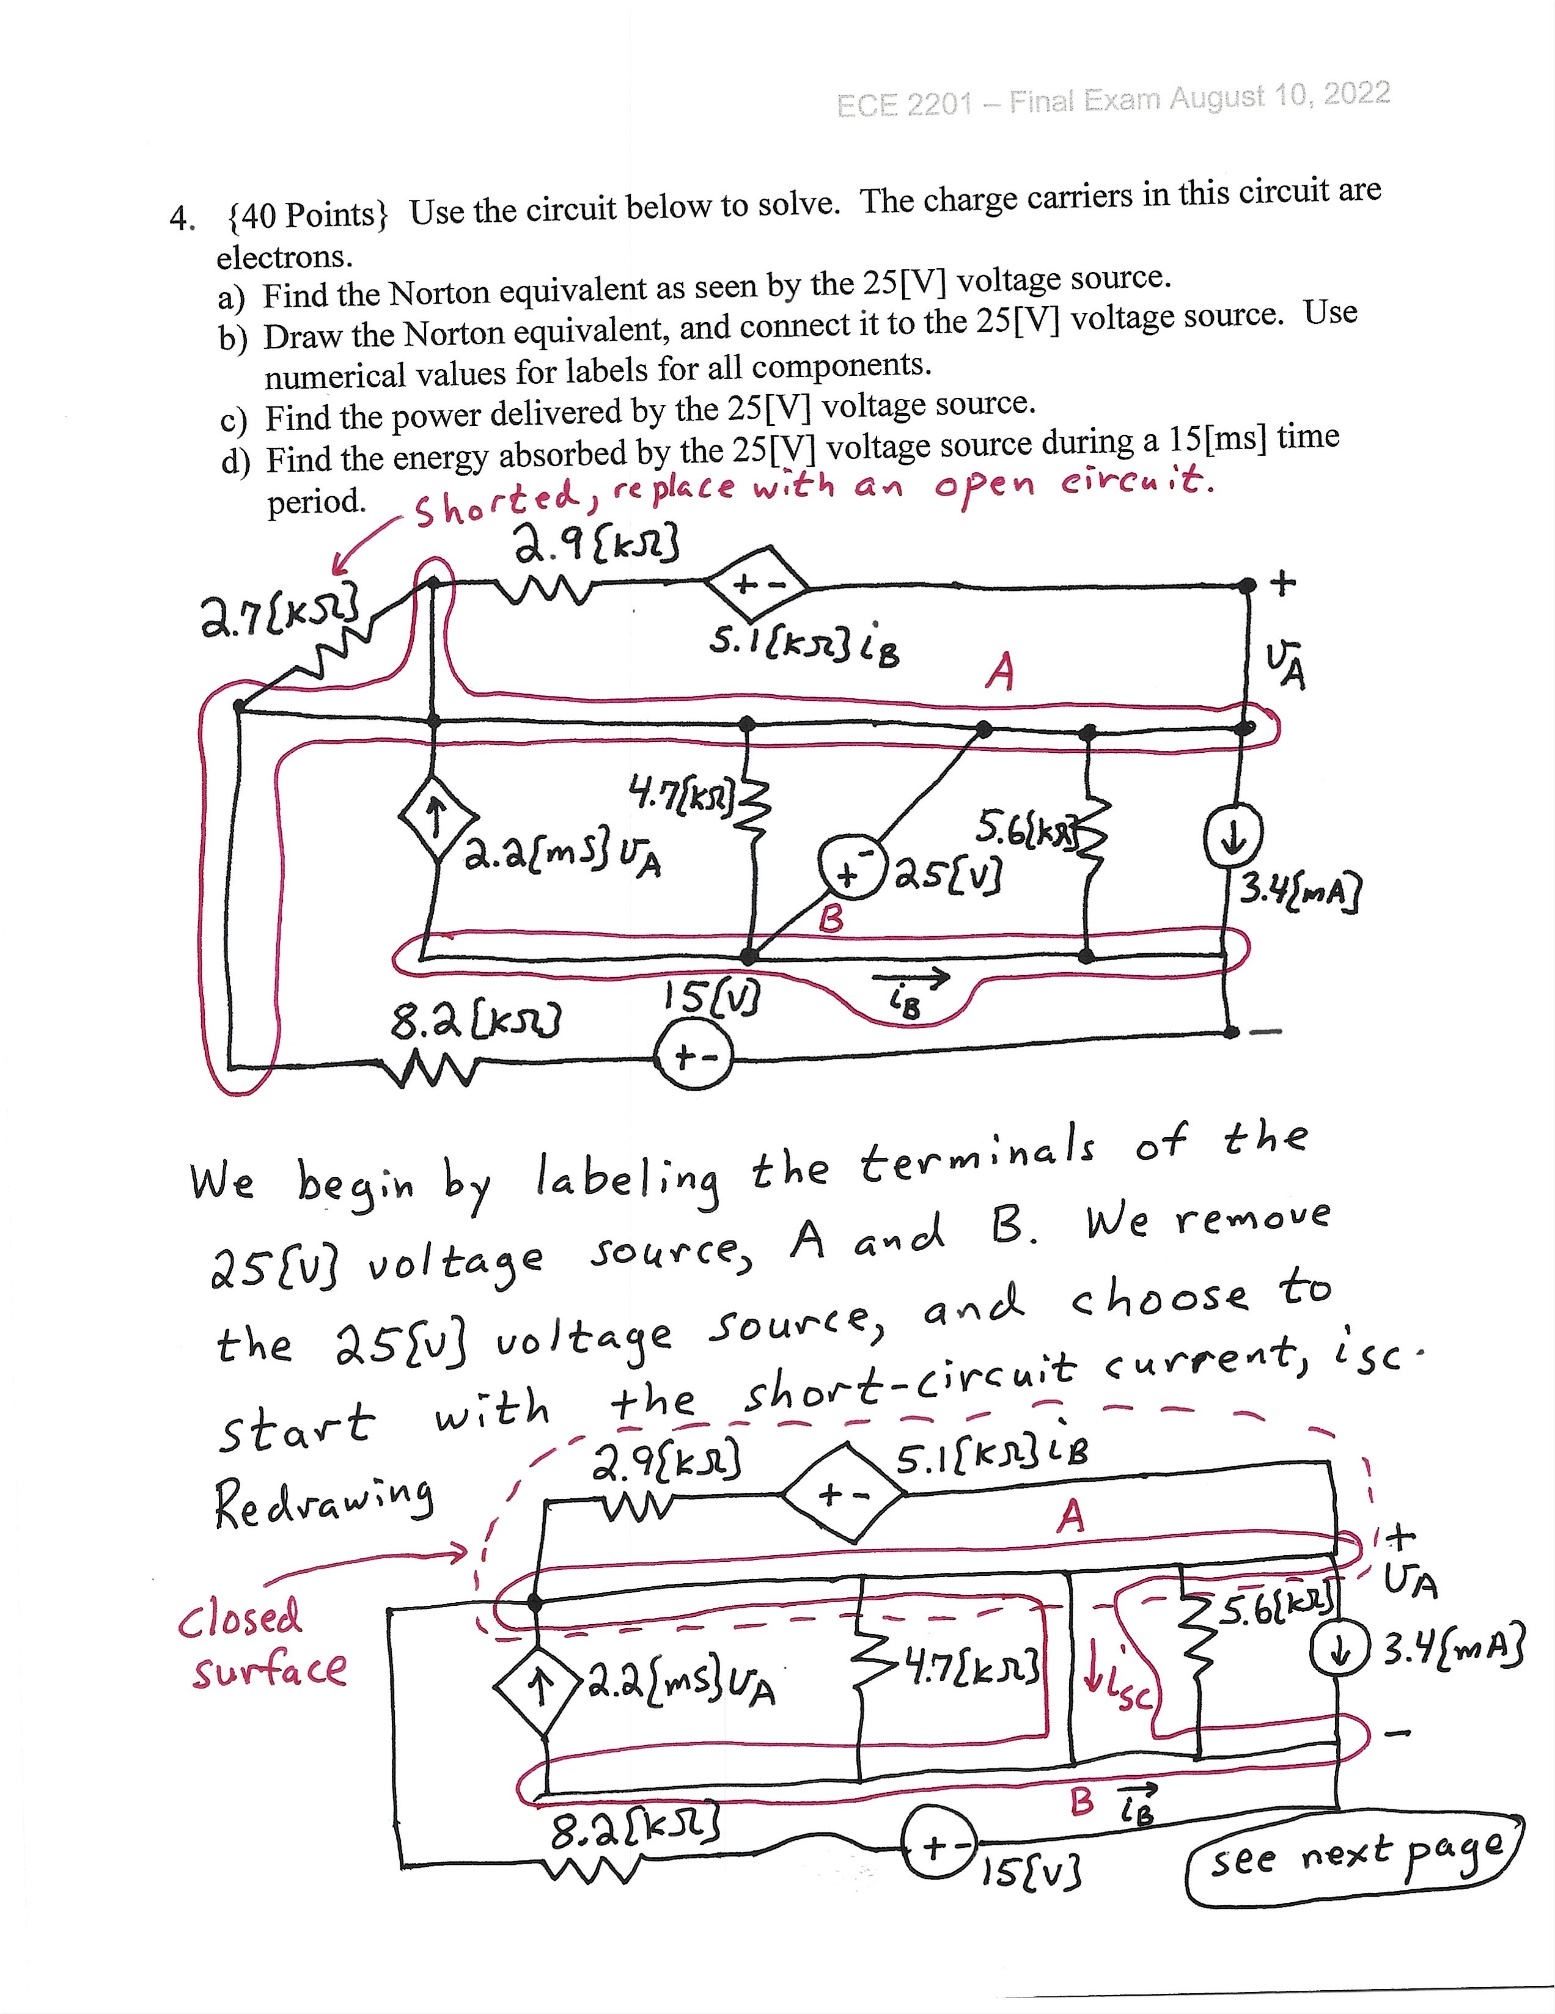 ECE 2201 – Final Exam August 10, 2022
4. {40 Points} Use the circuit below to solve. The charge carriers in this circuit are
electrons.
a) Find the Norton equivalent as seen by the 25[V] voltage source.
b) Draw the Norton equivalent, and connect it to the 25[V] voltage source. Use
numerical values for labels for all components.
c) Find the power delivered by the 25[V] voltage source.
d) Find the energy absorbed by the 25[V] voltage source during a 15[ms] time
period.
shorted, replace with an open circuit.
2.9[kΩ]
2.7[kΩ]
+ -
+
5.1[kΩ] iB
A
vA
4.7[kΩ]
2.2[mS] vA
5.6[kΩ]
+ -
25[V]
3.4[mA]
B
iB
8.2[kΩ]
15[V]
+ -
-
We begin by labeling the terminals of the
25[V] voltage source, A and B. We remove
the 25[V] voltage source, and choose to
start with the short-circuit current, isc.
Redrawing
2.9[kΩ]
5.1[kΩ] iB
+ -
A
+
vA
closed
surface
5.6[kΩ]
2.2[mS] vA
4.7[kΩ]
isc
3.4[mA]
-
B
iB
8.2[kΩ]
+ -
15[V]
see next page